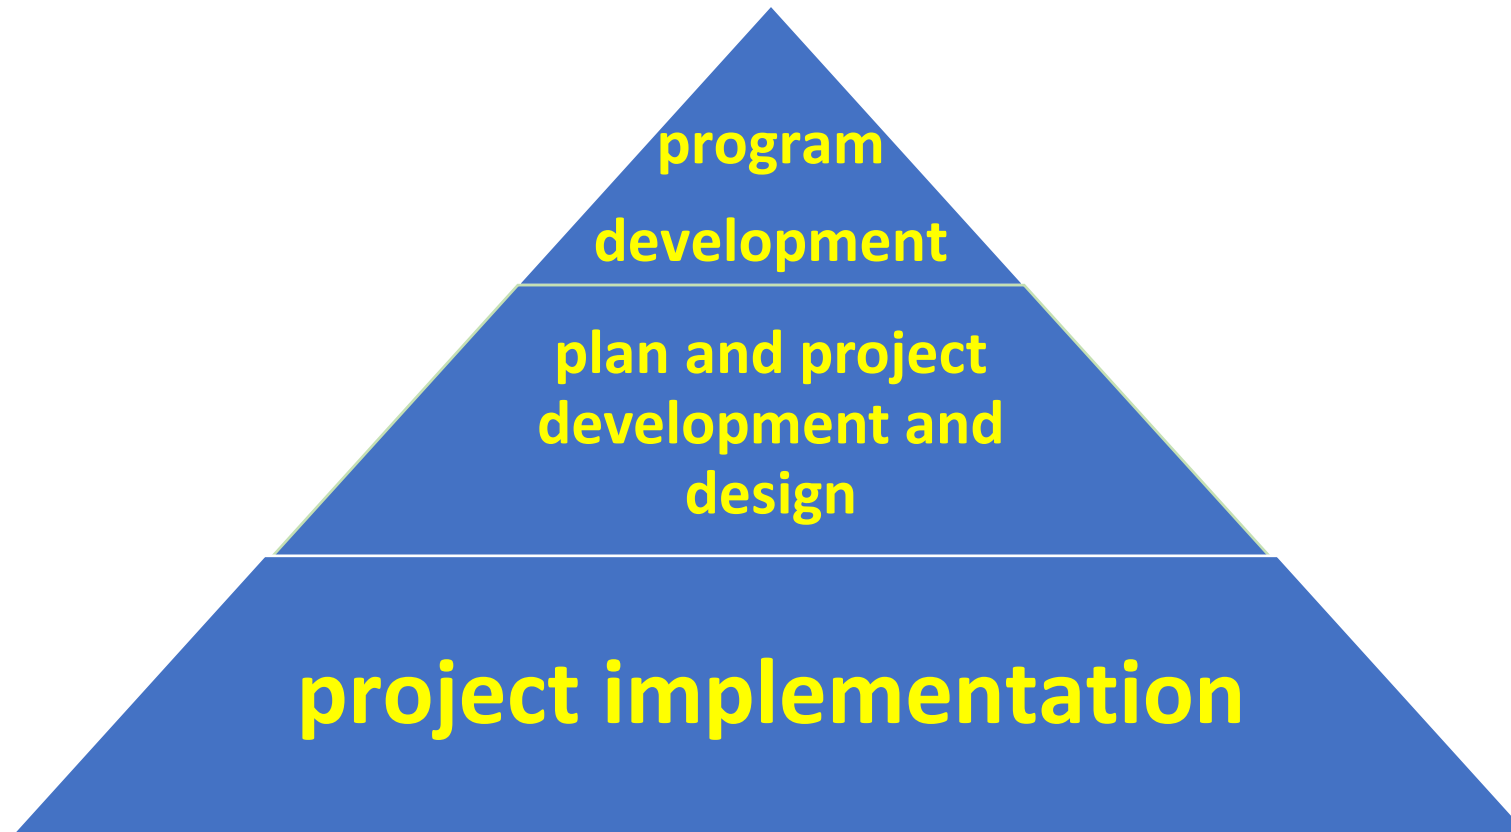 program
development
plan and project
development and
design
project implementation